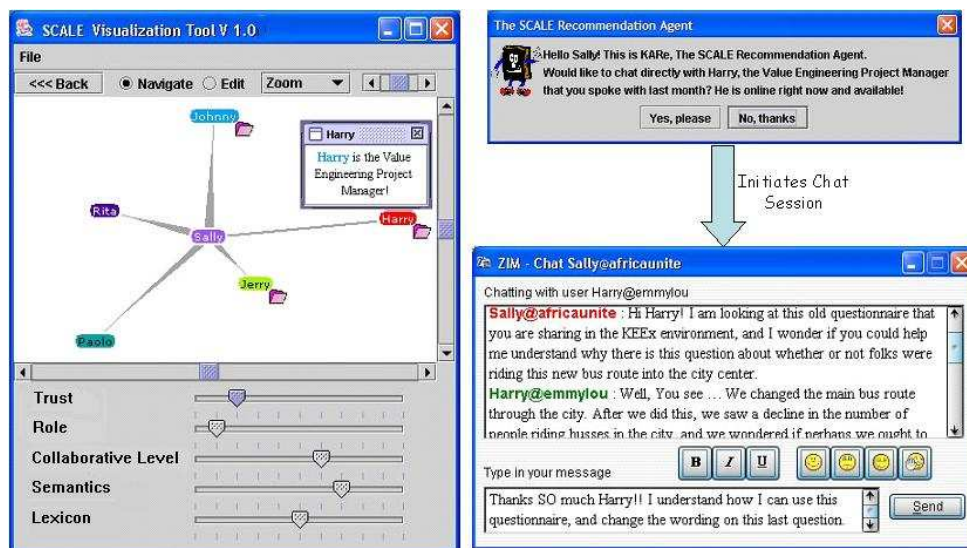 SCALE Visualization Tool V 1.0
File
<<< Back
Navigate
Edit
Zoom
Johnny
Harry
Harry is the Value
Engineering Project
Manager!
Rita
Harry
Sally
Jerry
Paolo
Trust
Role
Collaborative Level
Semantics
Lexicon
The SCALE Recommendation Agent
Hello Sally! This is KARe, The SCALE Recommendation Agent.
Would like to chat directly with Harry, the Value Engineering Project Manager
that you spoke with last month? He is online right now and available!
Yes, please
No, thanks
Initiates Chat
Session
ZIM - Chat Sally@africaunite
Chatting with user Harry@emmylou
Sally@africaunite : Hi Harry! I am looking at this old questionnaire that
you are sharing in the KEEx environment, and I wonder if you could help
me understand why there is this question about whether or not folks were
riding this new bus route into the city center.
Harry@emmylou : Well, You see ... We changed the main bus route
through the city. After we did this, we saw a decline in the number of
people riding busses in the city, and we wondered if perhaps we ought to
B I U
Type in your message
Thanks SO much Harry!! I understand how I can use this
questionnaire, and change the wording on this last question.
Send